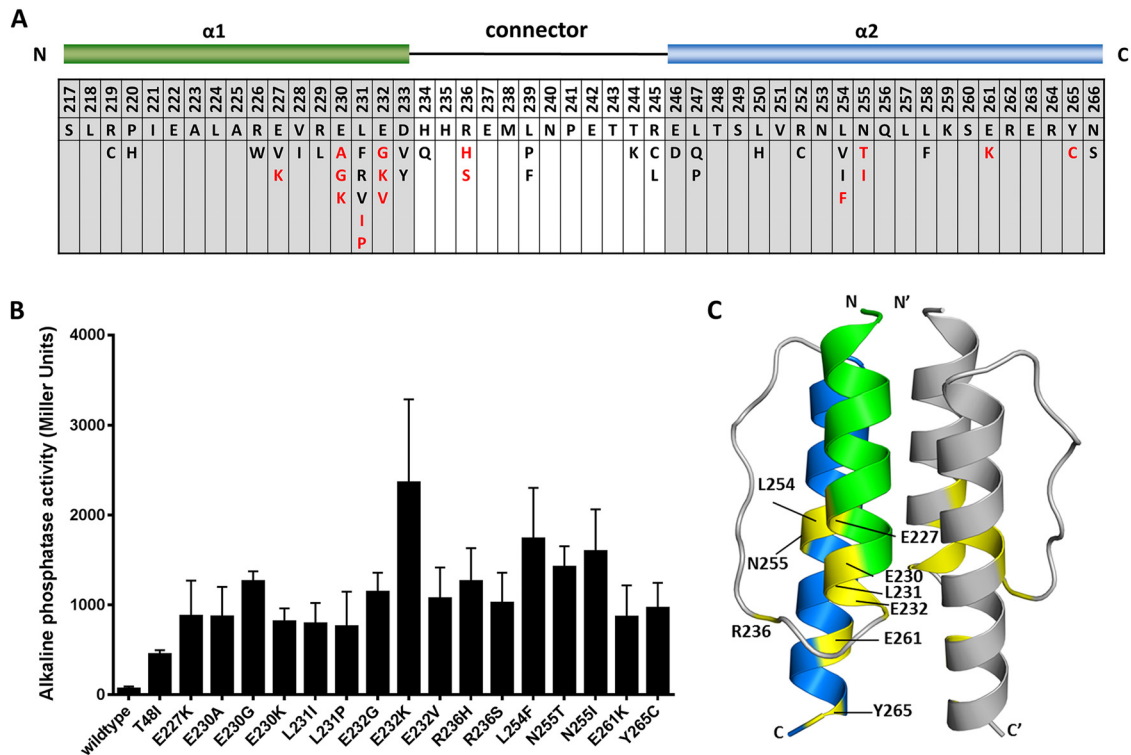 A
α1 connector α2
N C
217 218 219 220 221 222 223 224 225 226 227 228 229 230 231 232 233 234 235 236 237 238 239 240 241 242 243 244 245 246 247 248 249 250 251 252 253 254 255 256 257 258 259 260 261 262 263 264 265 266
S L R P I E A L A R E V R E L E D H H R E M L N P E T T R E L T S L V R N L N Q L L K S E R E R Y N
C H W V I L A F G V Q H P K C D Q H C V T F K C S
K G R K Y S F L P I I
K V V F
I
P
B
Alkaline phosphatase activity (Miller Units)
4000
3000
2000
1000
0
wildtype T48I E227K E230A E230G E230K L231I L231P E232G E232K E232V R236H R236S L254F N255T N255I E261K Y265C
C
N N'
L254
E227
N255
E230
L231
E232
R236
E261
Y265
C C'